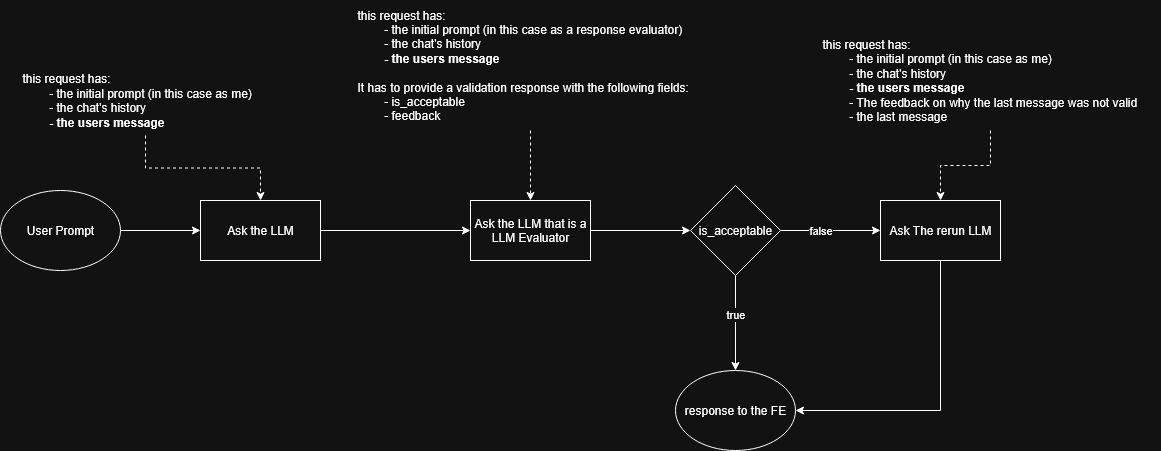 this request has:
- the initial prompt (in this case as a response evaluator)
- the chat's history
- the users message
It has to provide a validation response with the following fields:
- is_acceptable
- feedback
this request has:
- the initial prompt (in this case as me)
- the chat's history
- the users message
- The feedback on why the last message was not valid
- the last message
this request has:
- the initial prompt (in this case as me)
- the chat's history
- the users message
User Prompt
Ask the LLM
Ask the LLM that is a
LLM Evaluator
is_acceptable
false
Ask The rerun LLM
true
response to the FE